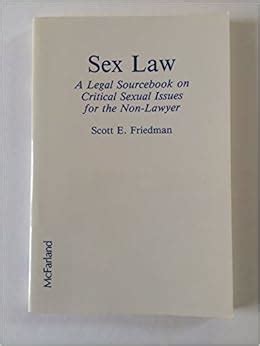 Sex Law
A Legal Sourcebook on
Critical Sexual Issues
for the Non-Lawyer
Scott E. Friedman
McFarland